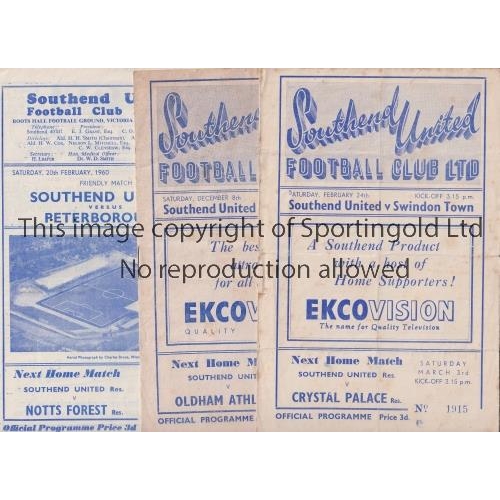 Southend U
Football Club
ROOTS HALL FOOTBALL GROUND, VICTORIA
Telephone: President:
SATURDAY, 20th FEBRUARY, 1960
FRIENDLY MATCH
SOUTHEND U
VERSUS
PETERBOROU
Next Home Match
SOUTHEND UNITED Res.
v
NOTTS FOREST Res.
Official Programme Price 3d
Southend
FOOTBALL
SATURDAY, DECEMBER 8th
Southend United
The bes
for all
EKCOV
QUALITY
Next Home Match
SOUTHEND UNITED
v
OLDHAM ATHL
OFFICIAL PROGRAMME
Southend United
FOOTBALL CLUB LTD
SATURDAY, FEBRUARY 24th KICK-OFF 3.15 p.m.
Southend United v Swindon Town
A Southend Product
with a host of
Home Supporters!
EKCOVISION
The name for Quality Television
Next Home Match
SOUTHEND UNITED Res.
v
CRYSTAL PALACE Res.
SATURDAY
MARCH 3rd
KICK-OFF 3.15 p.m.
OFFICIAL PROGRAMME Price 3d.
No 1915
This image copyright of Sportingold Ltd
No reproduction allowed